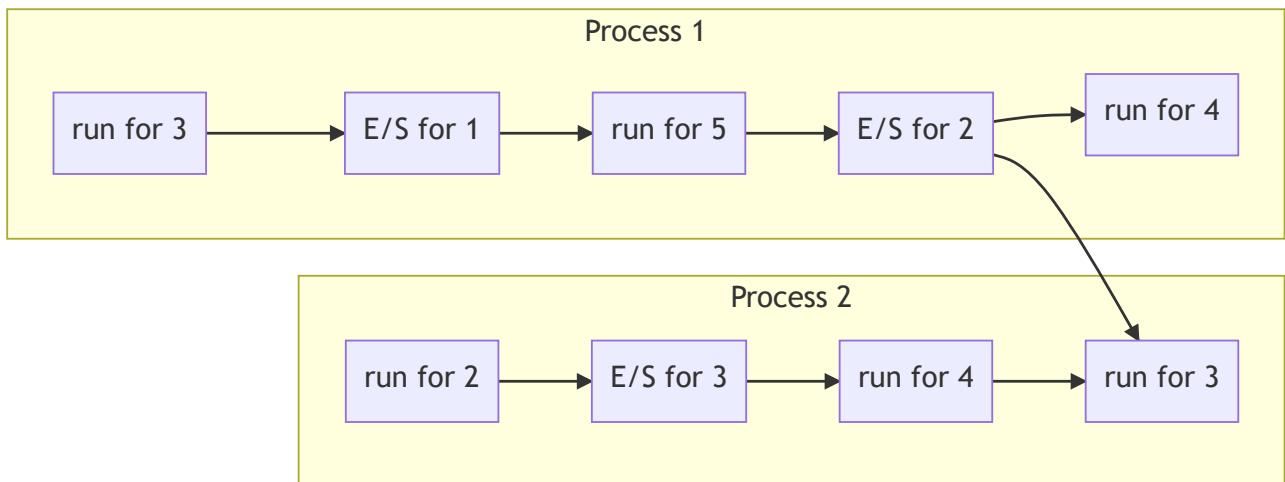 Process 1
run for 3
E/S for 1
run for 5
E/S for 2
run for 4
Process 2
run for 2
E/S for 3
run for 4
run for 3